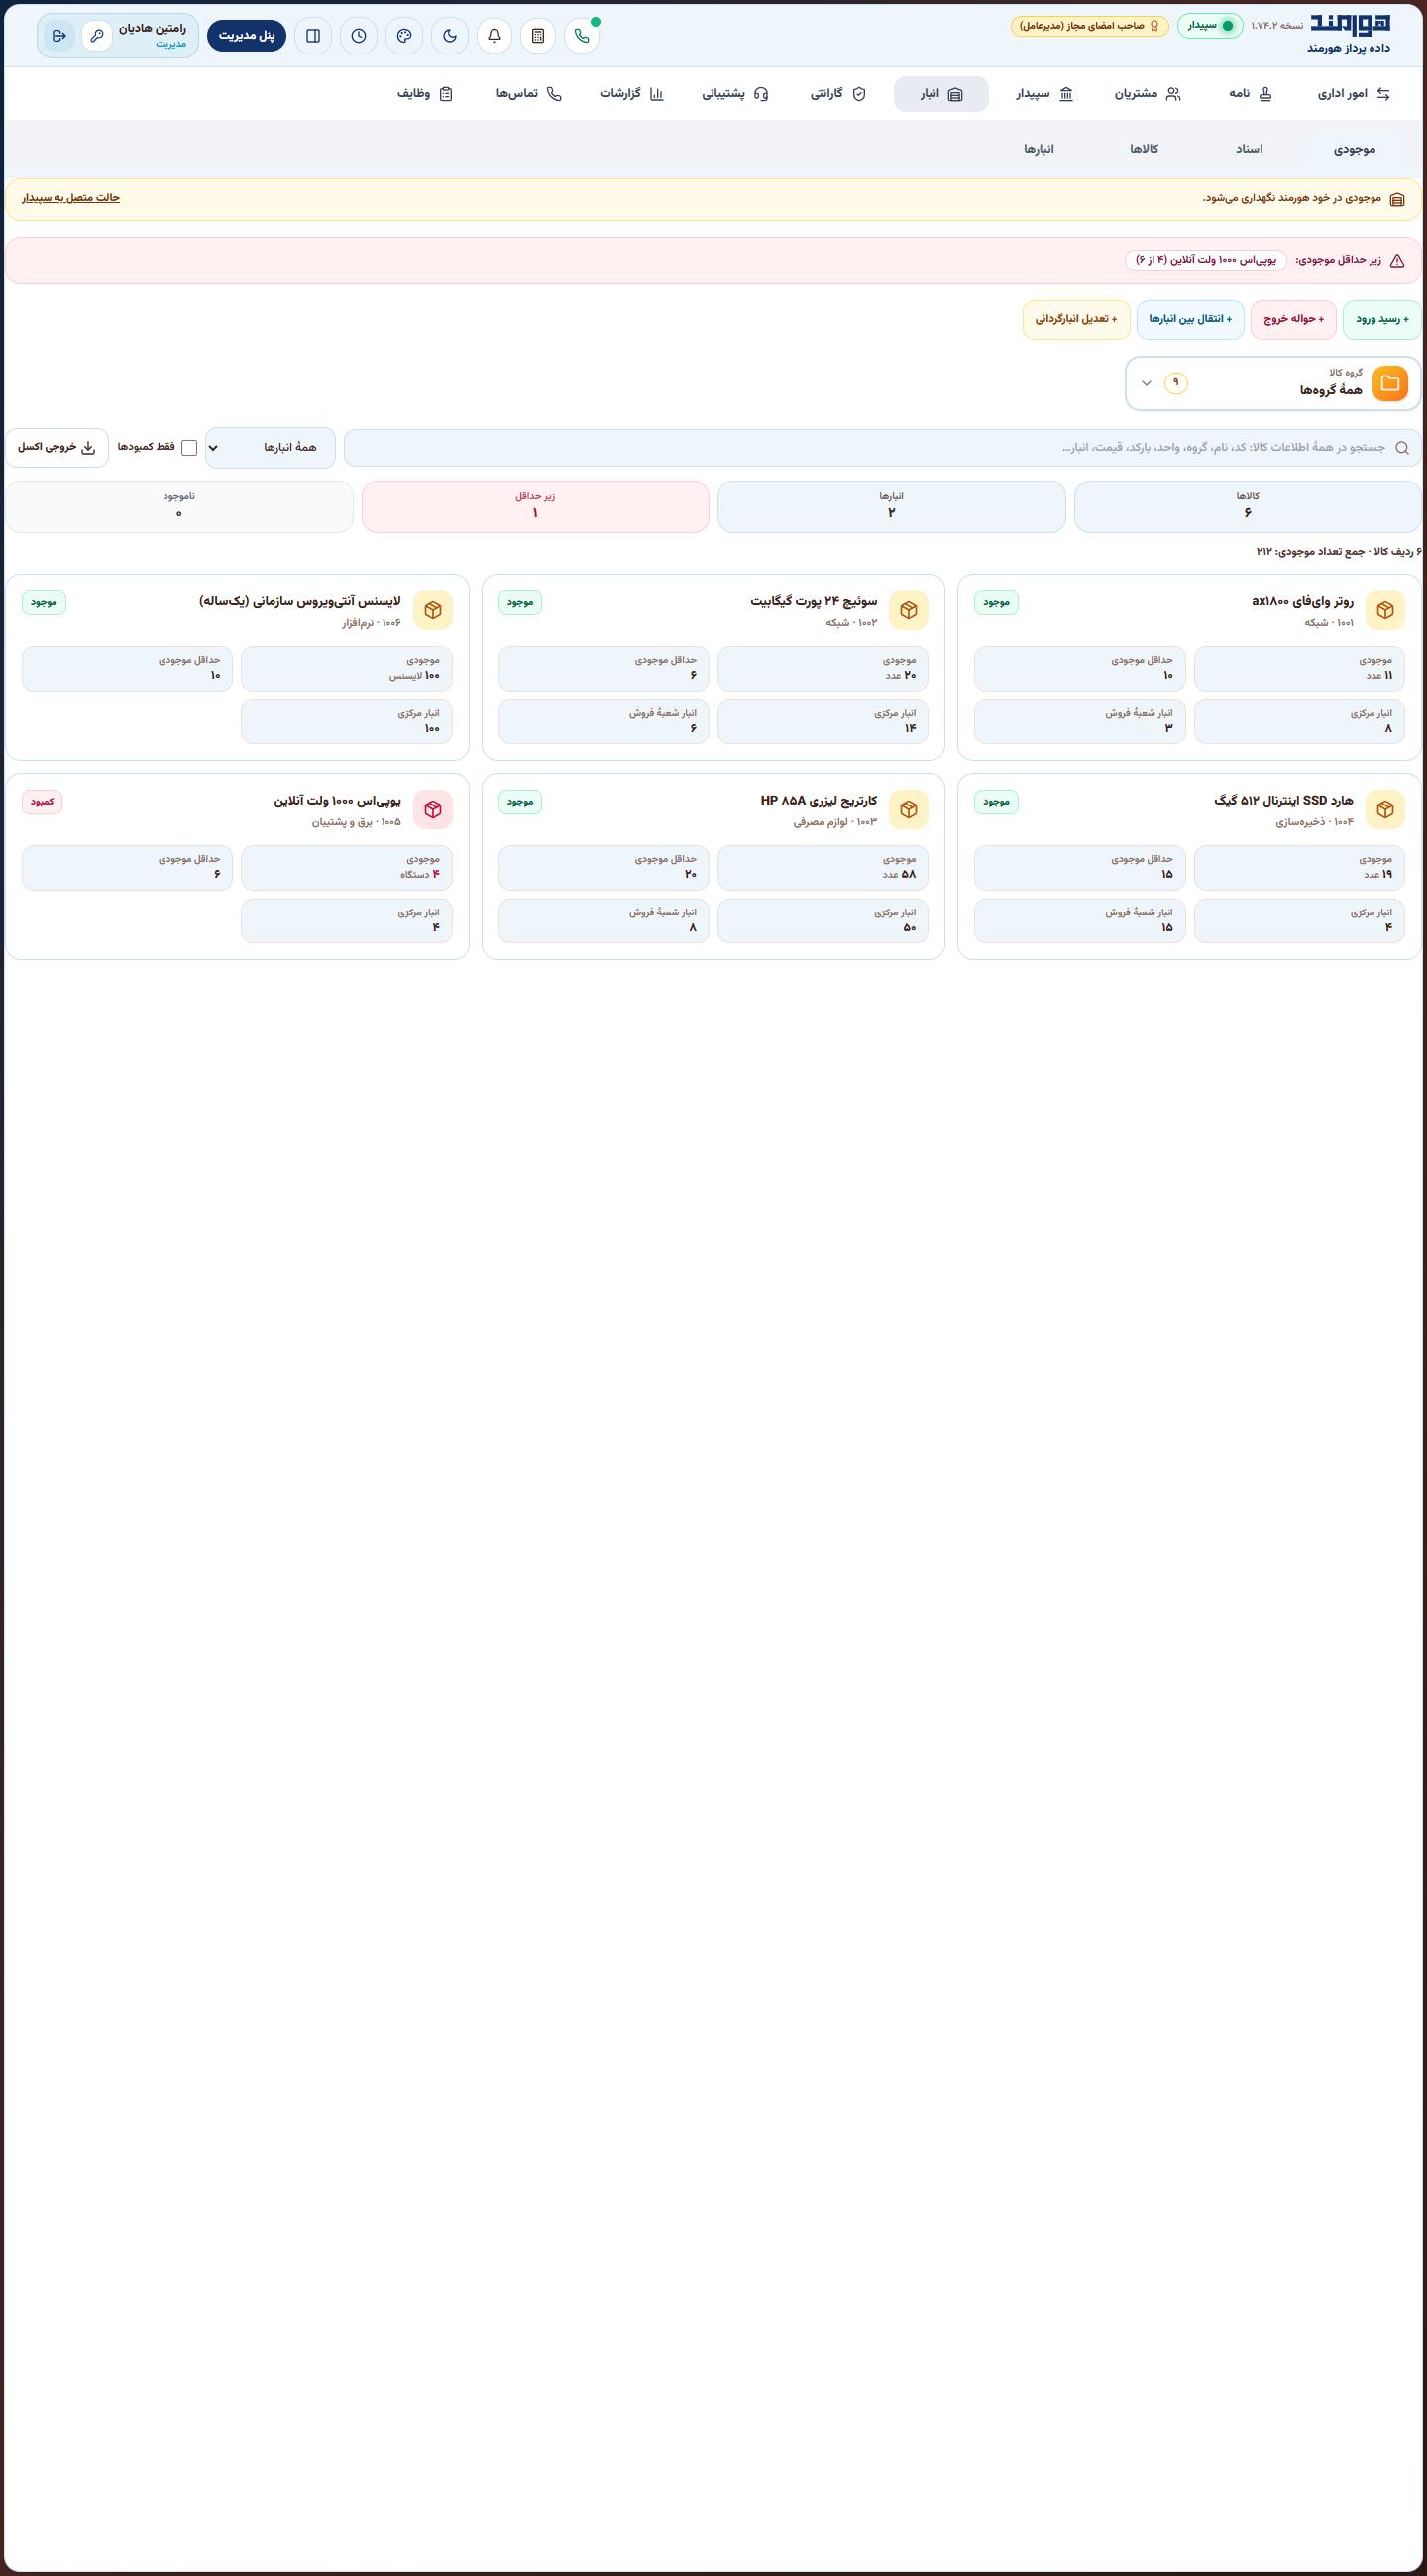 هورمند نسخه ۱.۷۴.۲ سپیدار صاحب امضای مجاز (مدیرعامل) پنل مدیریت رامتین هادیان
داده پرداز هورمند مدیریت
امور اداری نامه مشتریان سپیدار انبار گارانتی پشتیبانی گزارشات تماس‌ها وظایف
موجودی اسناد کالاها انبارها
موجودی در خود هورمند نگهداری می‌شود. حالت متصل به سپیدار
زیر حداقل موجودی: یوپی‌اس ۱۰۰۰ ولت آنلاین (۴ از ۶)
+ رسید ورود + حواله خروج + انتقال بین انبارها + تعدیل انبارگردانی
گروه کالا
همهٔ گروه‌ها ۹
جستجو در همهٔ اطلاعات کالا: کد، نام، گروه، واحد، بارکد، قیمت، انبار… همهٔ انبارها فقط کمبودها خروجی اکسل
کالاها انبارها زیر حداقل ناموجود
۶ ۲ ۱ ۰
۶ ردیف کالا · جمع تعداد موجودی: ۲۱۲
روتر وای‌فای ax۱۸۰۰ موجود سوئیچ ۲۴ پورت گیگابیت موجود لایسنس آنتی‌ویروس سازمانی (یک‌ساله) موجود
۱۰۰۱ · شبکه ۱۰۰۲ · شبکه ۱۰۰۶ · نرم‌افزار
موجودی حداقل موجودی موجودی حداقل موجودی موجودی حداقل موجودی
۱۱ عدد ۱۰ ۲۰ عدد ۶ ۱۰۰ لایسنس ۱۰
انبار مرکزی انبار شعبهٔ فروش انبار مرکزی انبار شعبهٔ فروش انبار مرکزی
۸ ۳ ۱۴ ۶ ۱۰۰
هارد SSD اینترنال ۵۱۲ گیگ موجود کارتریج لیزری HP ۸۵A موجود یوپی‌اس ۱۰۰۰ ولت آنلاین کمبود
۱۰۰۴ · ذخیره‌سازی ۱۰۰۳ · لوازم مصرفی ۱۰۰۵ · برق و پشتیبان
موجودی حداقل موجودی موجودی حداقل موجودی موجودی حداقل موجودی
۱۹ عدد ۱۵ ۵۸ عدد ۲۰ ۴ دستگاه ۶
انبار مرکزی انبار شعبهٔ فروش انبار مرکزی انبار شعبهٔ فروش انبار مرکزی
۴ ۱۵ ۵۰ ۸ ۴